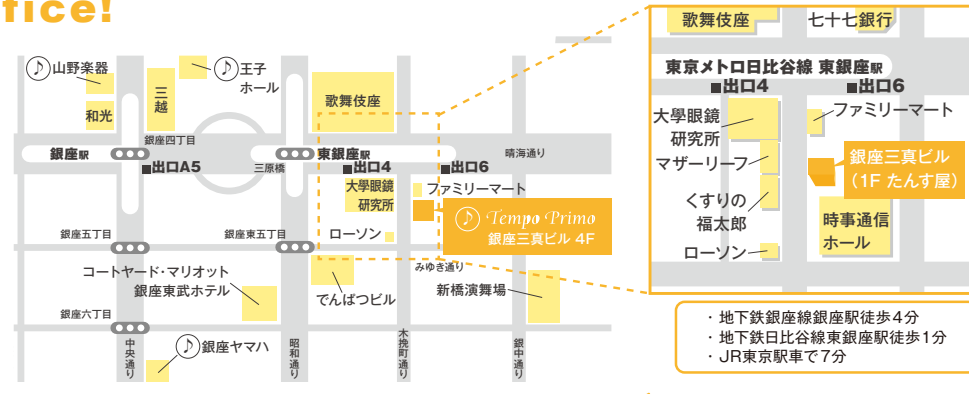 fice!
山野楽器
王子
ホール
三越
和光
歌舞伎座
銀座四丁目
銀座駅
東銀座駅
晴海通り
出口A5
三原橋
出口4
出口6
大學眼鏡
研究所
ファミリーマート
Tempo Primo
銀座三真ビル 4F
ローソン
銀座五丁目
銀座東五丁目
みゆき通り
コートヤード・マリオット
銀座東武ホテル
でんぱつビル
新橋演舞場
銀座六丁目
銀座ヤマハ
中央通り
昭和通り
木挽町通り
銀中通り
歌舞伎座
七十七銀行
東京メトロ日比谷線 東銀座駅
出口4
出口6
大學眼鏡
研究所
ファミリーマート
マザーリーフ
銀座三真ビル
(1F たんす屋)
くすりの
福太郎
時事通信
ホール
ローソン
・地下鉄銀座線銀座駅徒歩4分
・地下鉄日比谷線東銀座駅徒歩1分
・JR東京駅車で7分